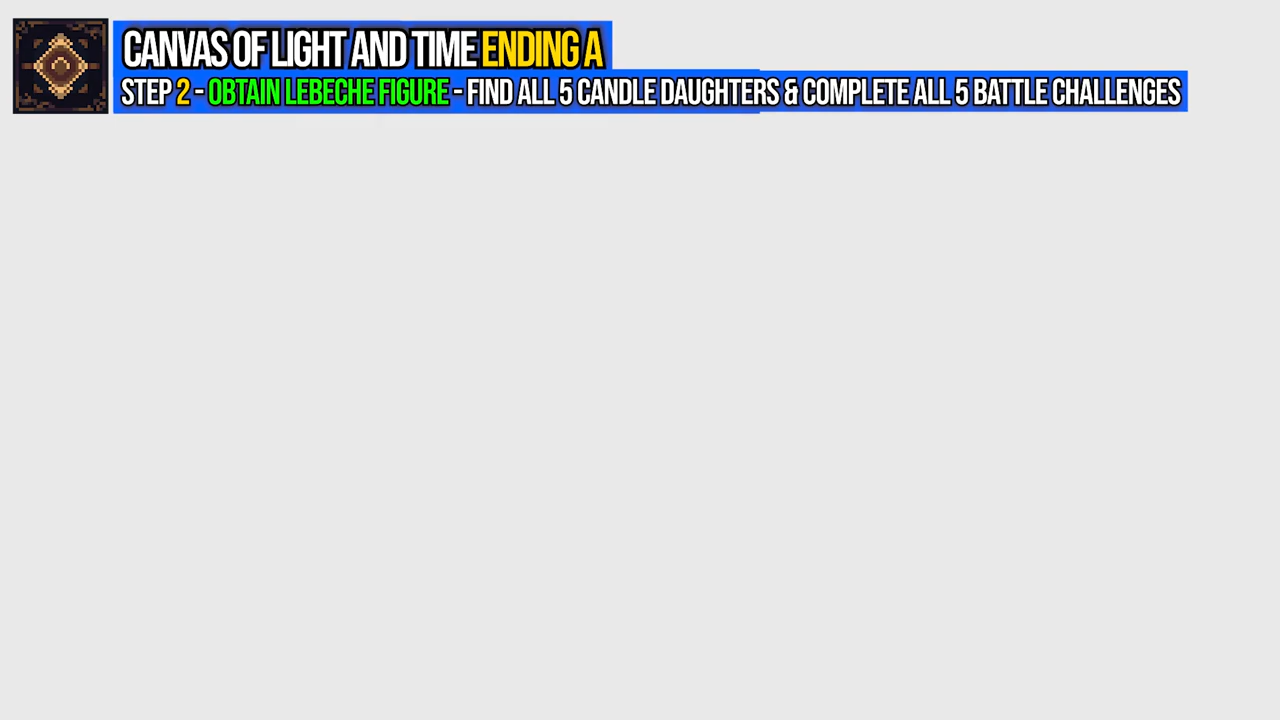 CANVAS OF LIGHT AND TIME ENDING A
STEP 2 - OBTAIN LEBECHE FIGURE - FIND ALL 5 CANDLE DAUGHTERS & COMPLETE ALL 5 BATTLE CHALLENGES